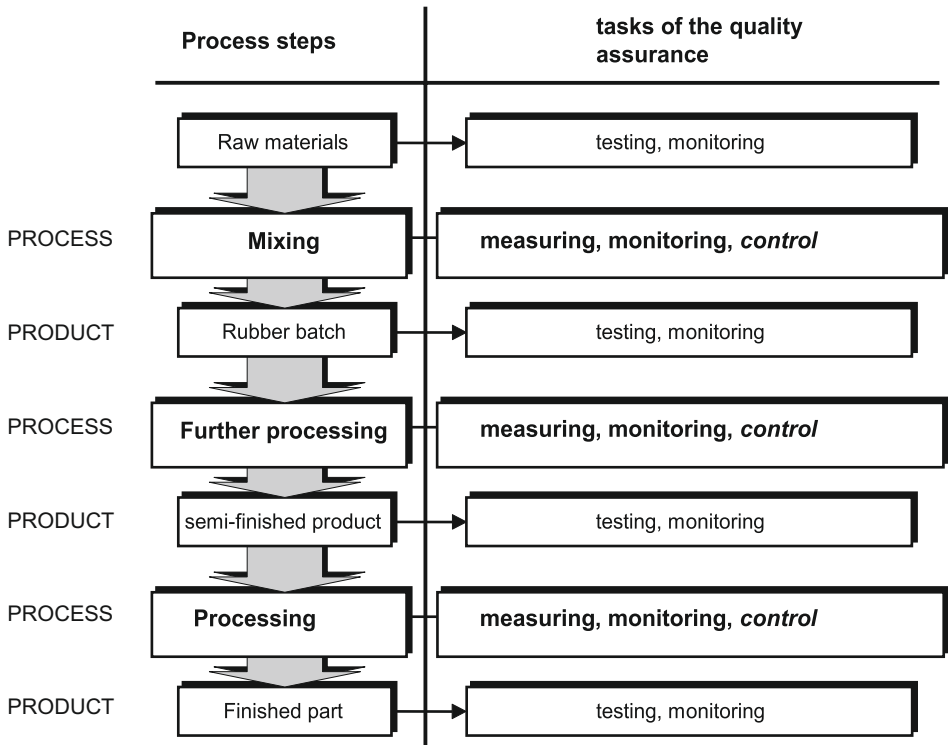 Process steps
tasks of the quality
assurance
Raw materials
testing, monitoring
PROCESS
Mixing
measuring, monitoring, control
PRODUCT
Rubber batch
testing, monitoring
PROCESS
Further processing
measuring, monitoring, control
PRODUCT
semi-finished product
testing, monitoring
PROCESS
Processing
measuring, monitoring, control
PRODUCT
Finished part
testing, monitoring